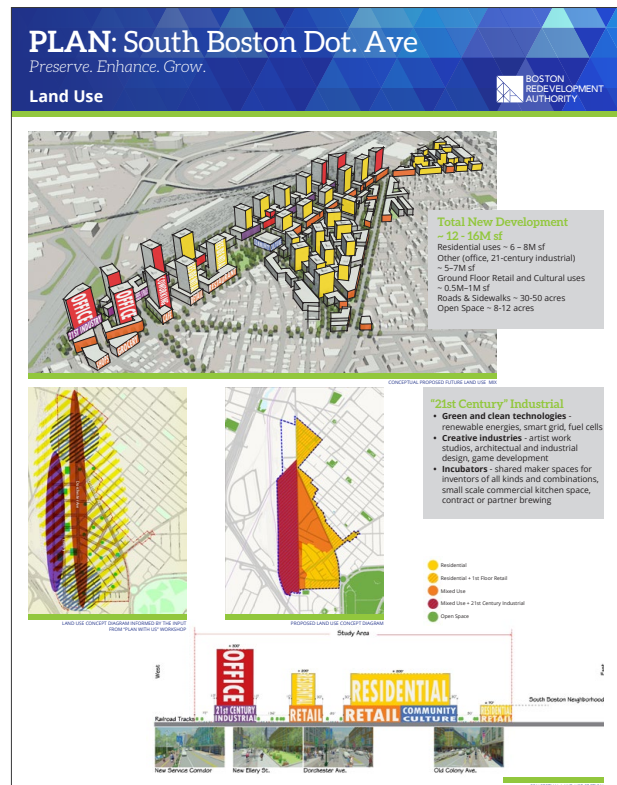 PLAN: South Boston Dot. Ave
Preserve. Enhance. Grow.
Land Use
BOSTON
REDEVELOPMENT
AUTHORITY
OFFICE
21ST INDUSTRY
OFFICE
GROCERY
Total New Development
~ 12 - 16M sf
Residential uses ~ 6 – 8M sf
Other (office, 21-century industrial)
~ 5–7M sf
Ground Floor Retail and Cultural uses
~ 0.5M–1M sf
Roads & Sidewalks ~ 30-50 acres
Open Space ~ 8-12 acres
CONCEPTUAL PROPOSED FUTURE LAND USE MIX
"21st Century" Industrial
• Green and clean technologies -
renewable energies, smart grid, fuel cells
• Creative industries - artist work
studios, architectural and industrial
design, game development
• Incubators - shared maker spaces for
inventors of all kinds and combinations,
small scale commercial kitchen space,
contract or partner brewing
Residential
Residential + 1st Floor Retail
Mixed Use
Mixed Use + 21st Century Industrial
Open Space
LAND USE CONCEPT DIAGRAM INFORMED BY THE INPUT
FROM "PLAN WITH US" WORKSHOP
PROPOSED LAND USE CONCEPT DIAGRAM
Study Area
West
OFFICE
21st CENTURY
INDUSTRIAL
RETAIL
RESIDENTIAL
RETAIL
COMMUNITY
CULTURE
RESIDENTIAL
RETAIL
South Boston Neighborhood
Railroad Tracks
New Service Corridor
New Ellery St.
Dorchester Ave.
Old Colony Ave.